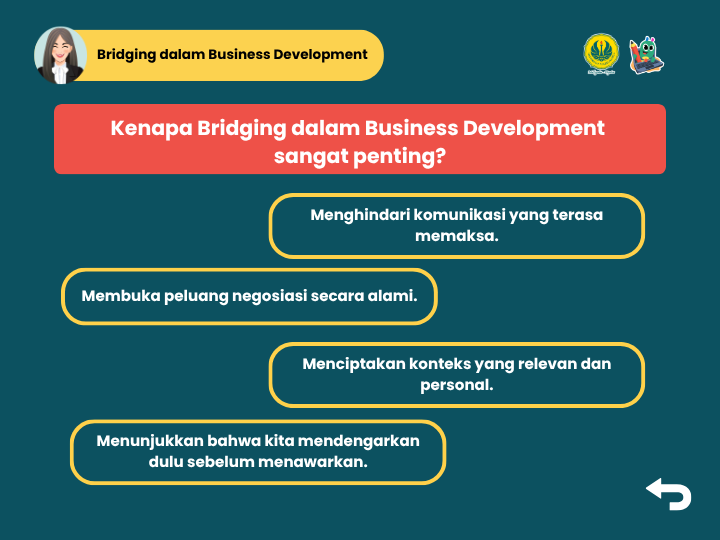 Bridging dalam Business Development
Kenapa Bridging dalam Business Development
sangat penting?
Menghindari komunikasi yang terasa
memaksa.
Membuka peluang negosiasi secara alami.
Menciptakan konteks yang relevan dan
personal.
Menunjukkan bahwa kita mendengarkan
dulu sebelum menawarkan.